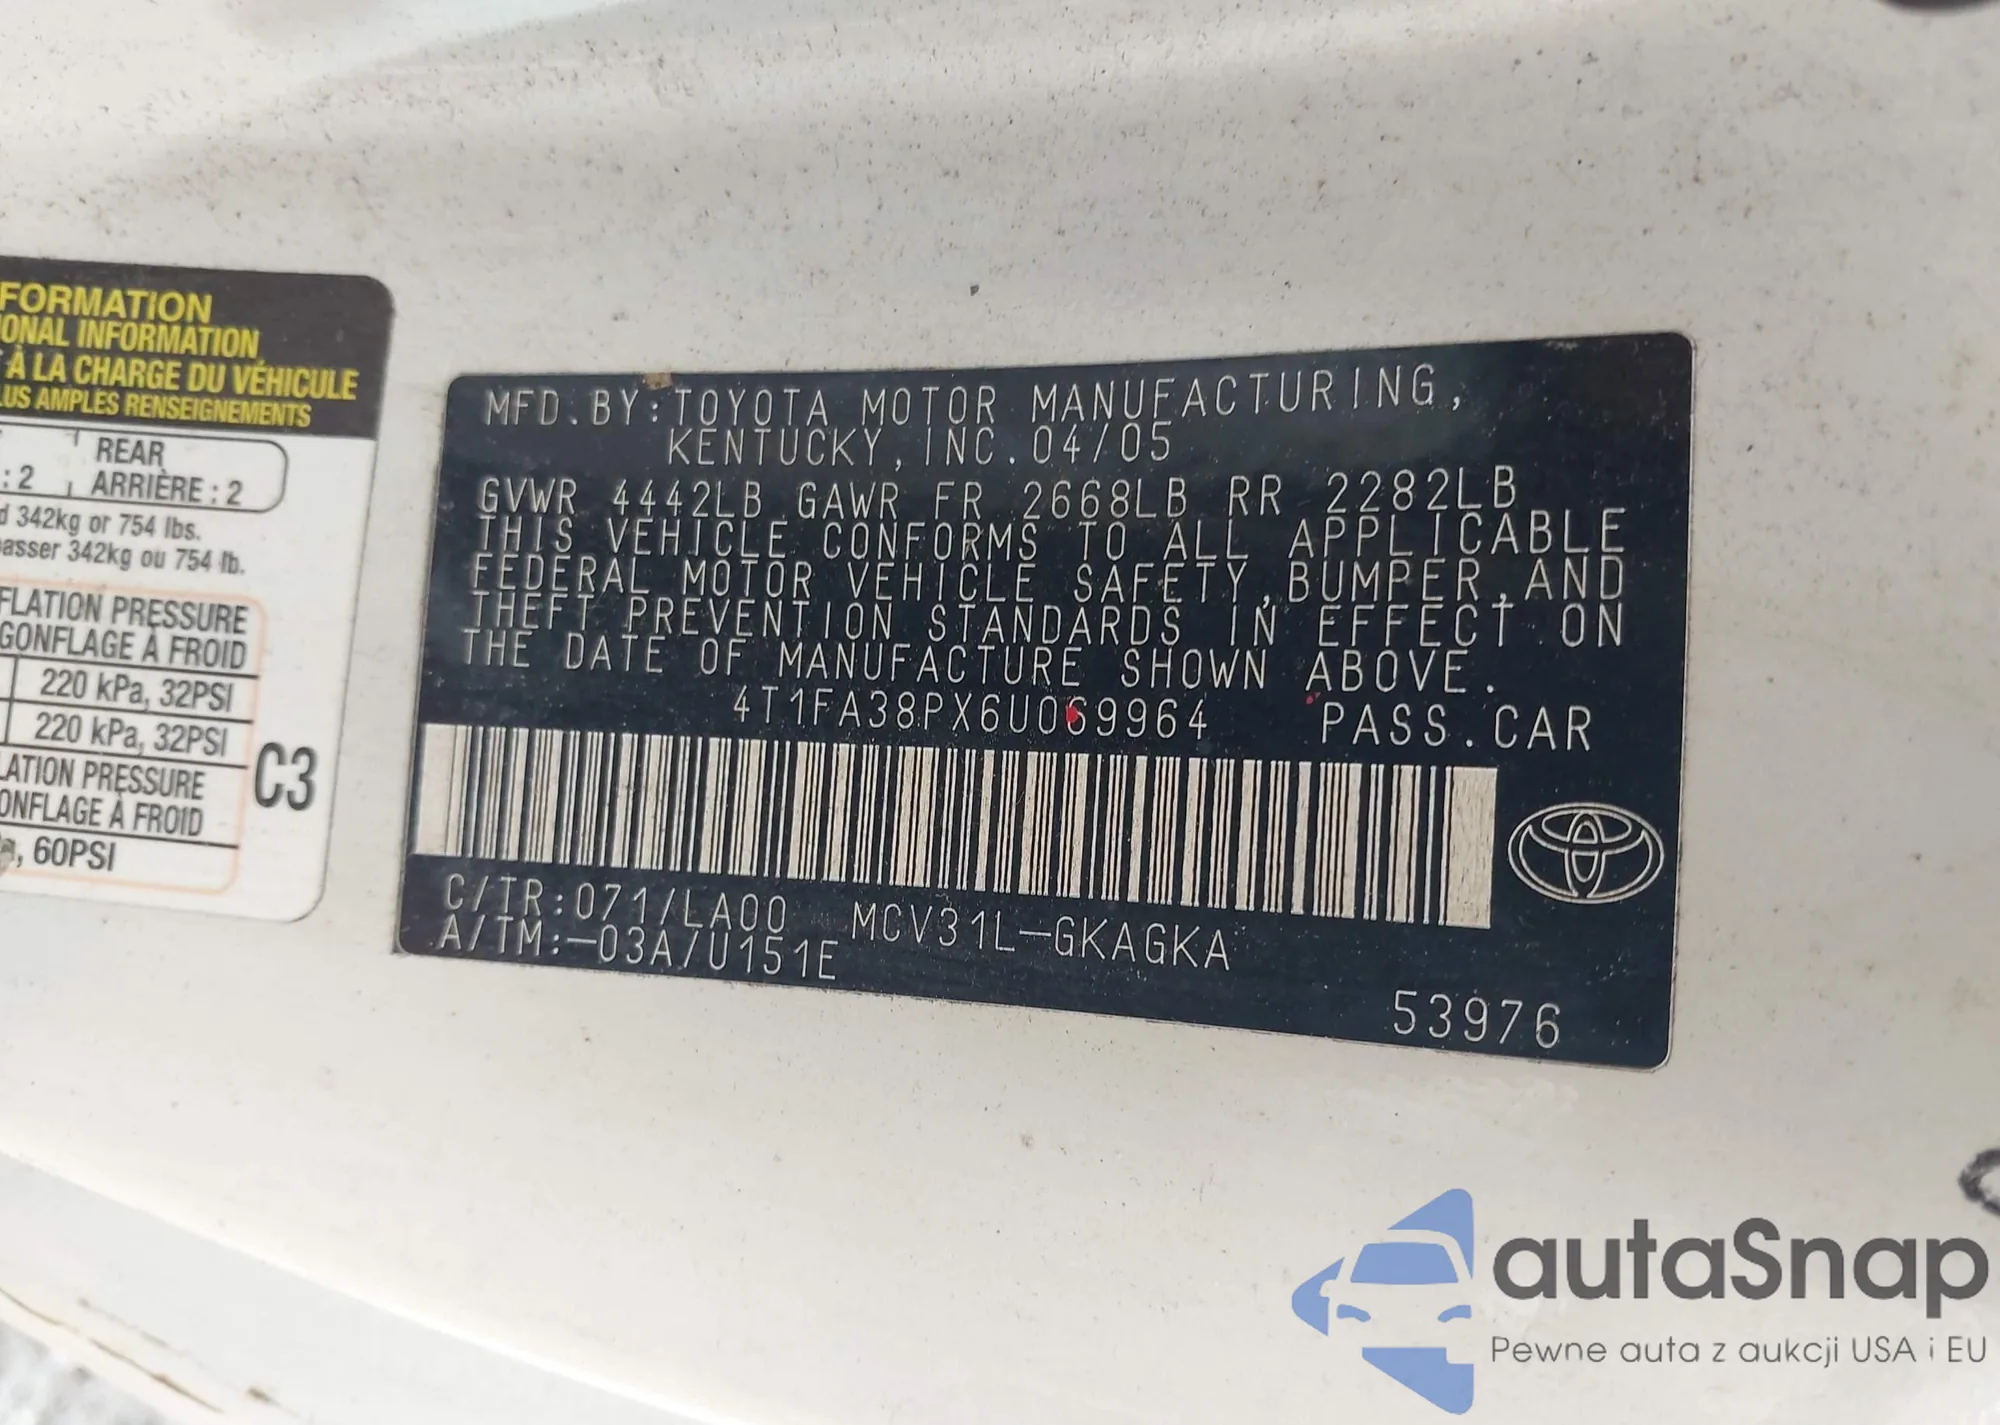 FORMATION
ONAL INFORMATION
À LA CHARGE DU VÉHICULE
LUS AMPLES RENSEIGNEMENTS
: 2
REAR
ARRIÈRE : 2
d 342kg or 754 lbs.
passer 342kg ou 754 lb.
FLATION PRESSURE
GONFLAGE À FROID
220 kPa, 32PSI
220 kPa, 32PSI
LATION PRESSURE
ONFLAGE À FROID
, 60PSI
C3
MFD.BY:TOYOTA MOTOR MANUFACTURING,
KENTUCKY, INC. 04/05
GVWR 4442LB GAWR FR 2668LB RR 2282LB
THIS VEHICLE CONFORMS TO ALL APPLICABLE
FEDERAL MOTOR VEHICLE SAFETY,BUMPER,AND
THEFT PREVENTION STANDARDS IN EFFECT ON
THE DATE OF MANUFACTURE SHOWN ABOVE.
4T1FA38PX6U069964 PASS.CAR
C/TR:071/LA00 MCV31L-GKAGKA
A/TM:-03A/U151E
53976
autaSnap
Pewne auta z aukcji USA i EU